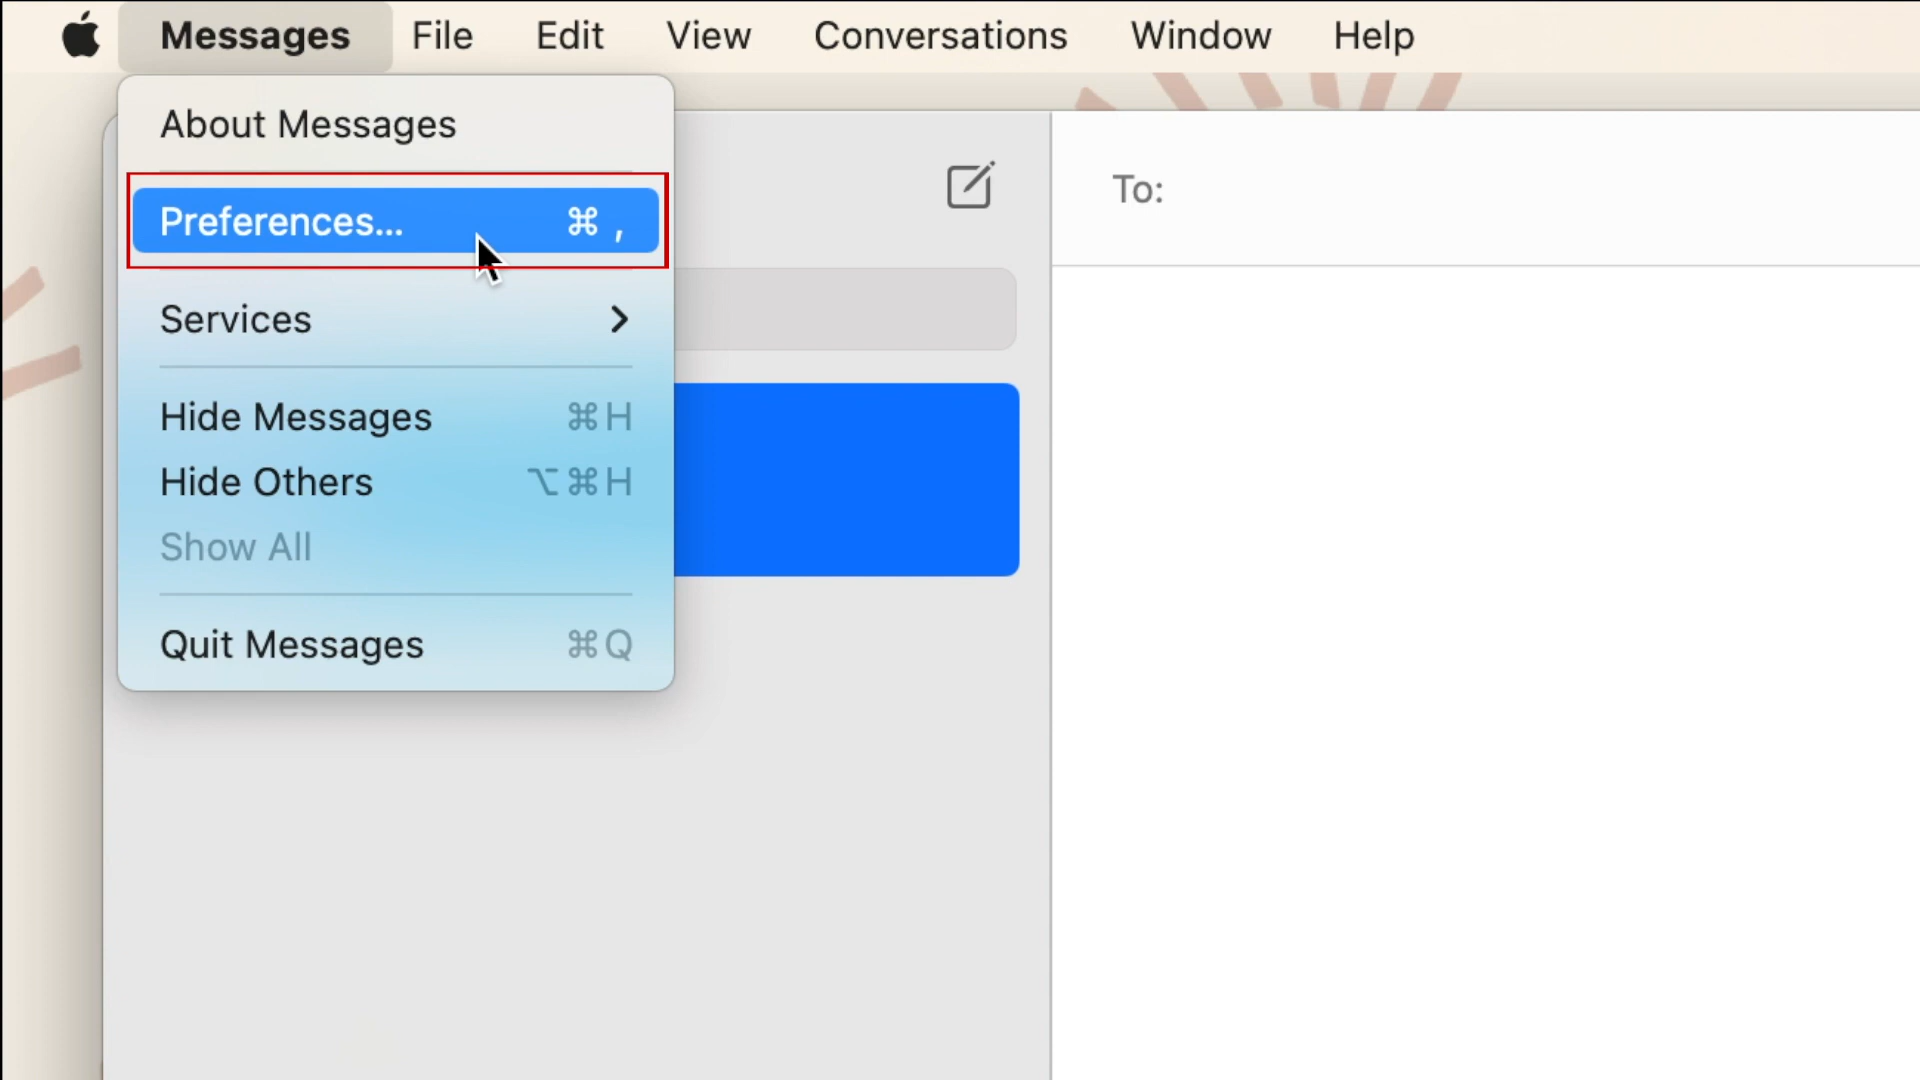 Messages File Edit View Conversations Window Help
About Messages
Preferences... ⌘ ,
Services
Hide Messages ⌘H
Hide Others ⌥⌘H
Show All
Quit Messages ⌘Q
To: